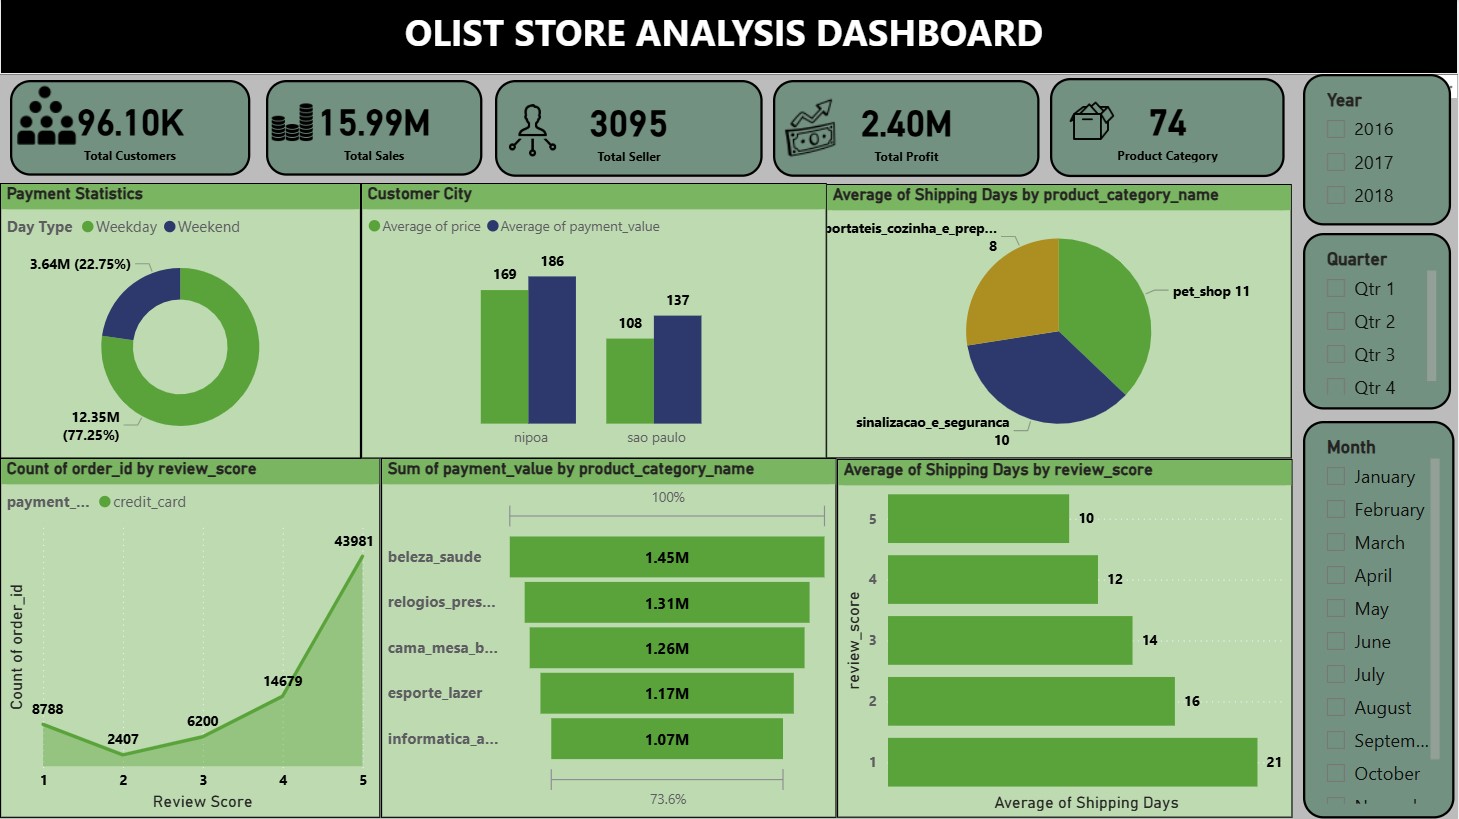 OLIST STORE ANALYSIS DASHBOARD
96.10K
Total Customers
15.99M
Total Sales
3095
Total Seller
2.40M
Total Profit
74
Product Category
Year
2016
2017
2018
Quarter
Qtr 1
Qtr 2
Qtr 3
Qtr 4
Month
January
February
March
April
May
June
July
August
Septem...
October
Payment Statistics
Day Type Weekday Weekend
3.64M (22.75%)
12.35M
(77.25%)
Customer City
Average of price Average of payment_value
169
186
108
137
nipoa
sao paulo
Average of Shipping Days by product_category_name
portateis_cozinha_e_prep...
8
pet_shop 11
sinalizacao_e_seguranca
10
Count of order_id by review_score
payment_... credit_card
Count of order_id
8788
2407
6200
14679
43981
1 2 3 4 5
Review Score
Sum of payment_value by product_category_name
100%
beleza_saude 1.45M
relogios_pres... 1.31M
cama_mesa_b... 1.26M
esporte_lazer 1.17M
informatica_a... 1.07M
73.6%
Average of Shipping Days by review_score
review_score
5 10
4 12
3 14
2 16
1 21
Average of Shipping Days